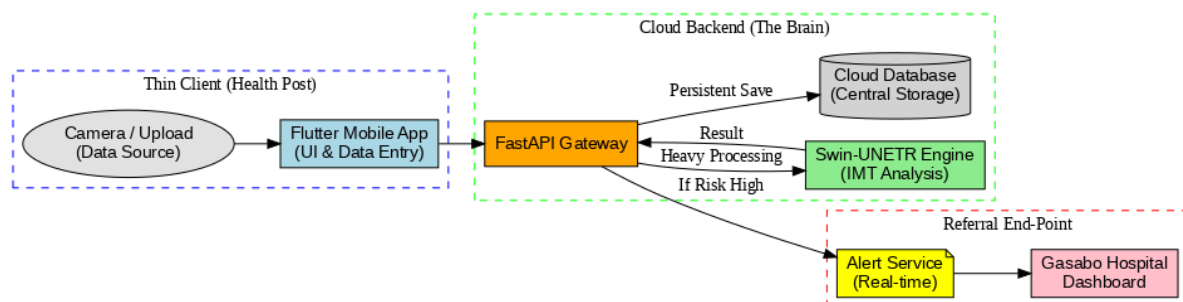 Thin Client (Health Post)
Camera / Upload
(Data Source)
Flutter Mobile App
(UI & Data Entry)
Cloud Backend (The Brain)
FastAPI Gateway
Persistent Save
Cloud Database
(Central Storage)
Result
Heavy Processing
Swin-UNETR Engine
(IMT Analysis)
If Risk High
Referral End-Point
Alert Service
(Real-time)
Gasabo Hospital
Dashboard